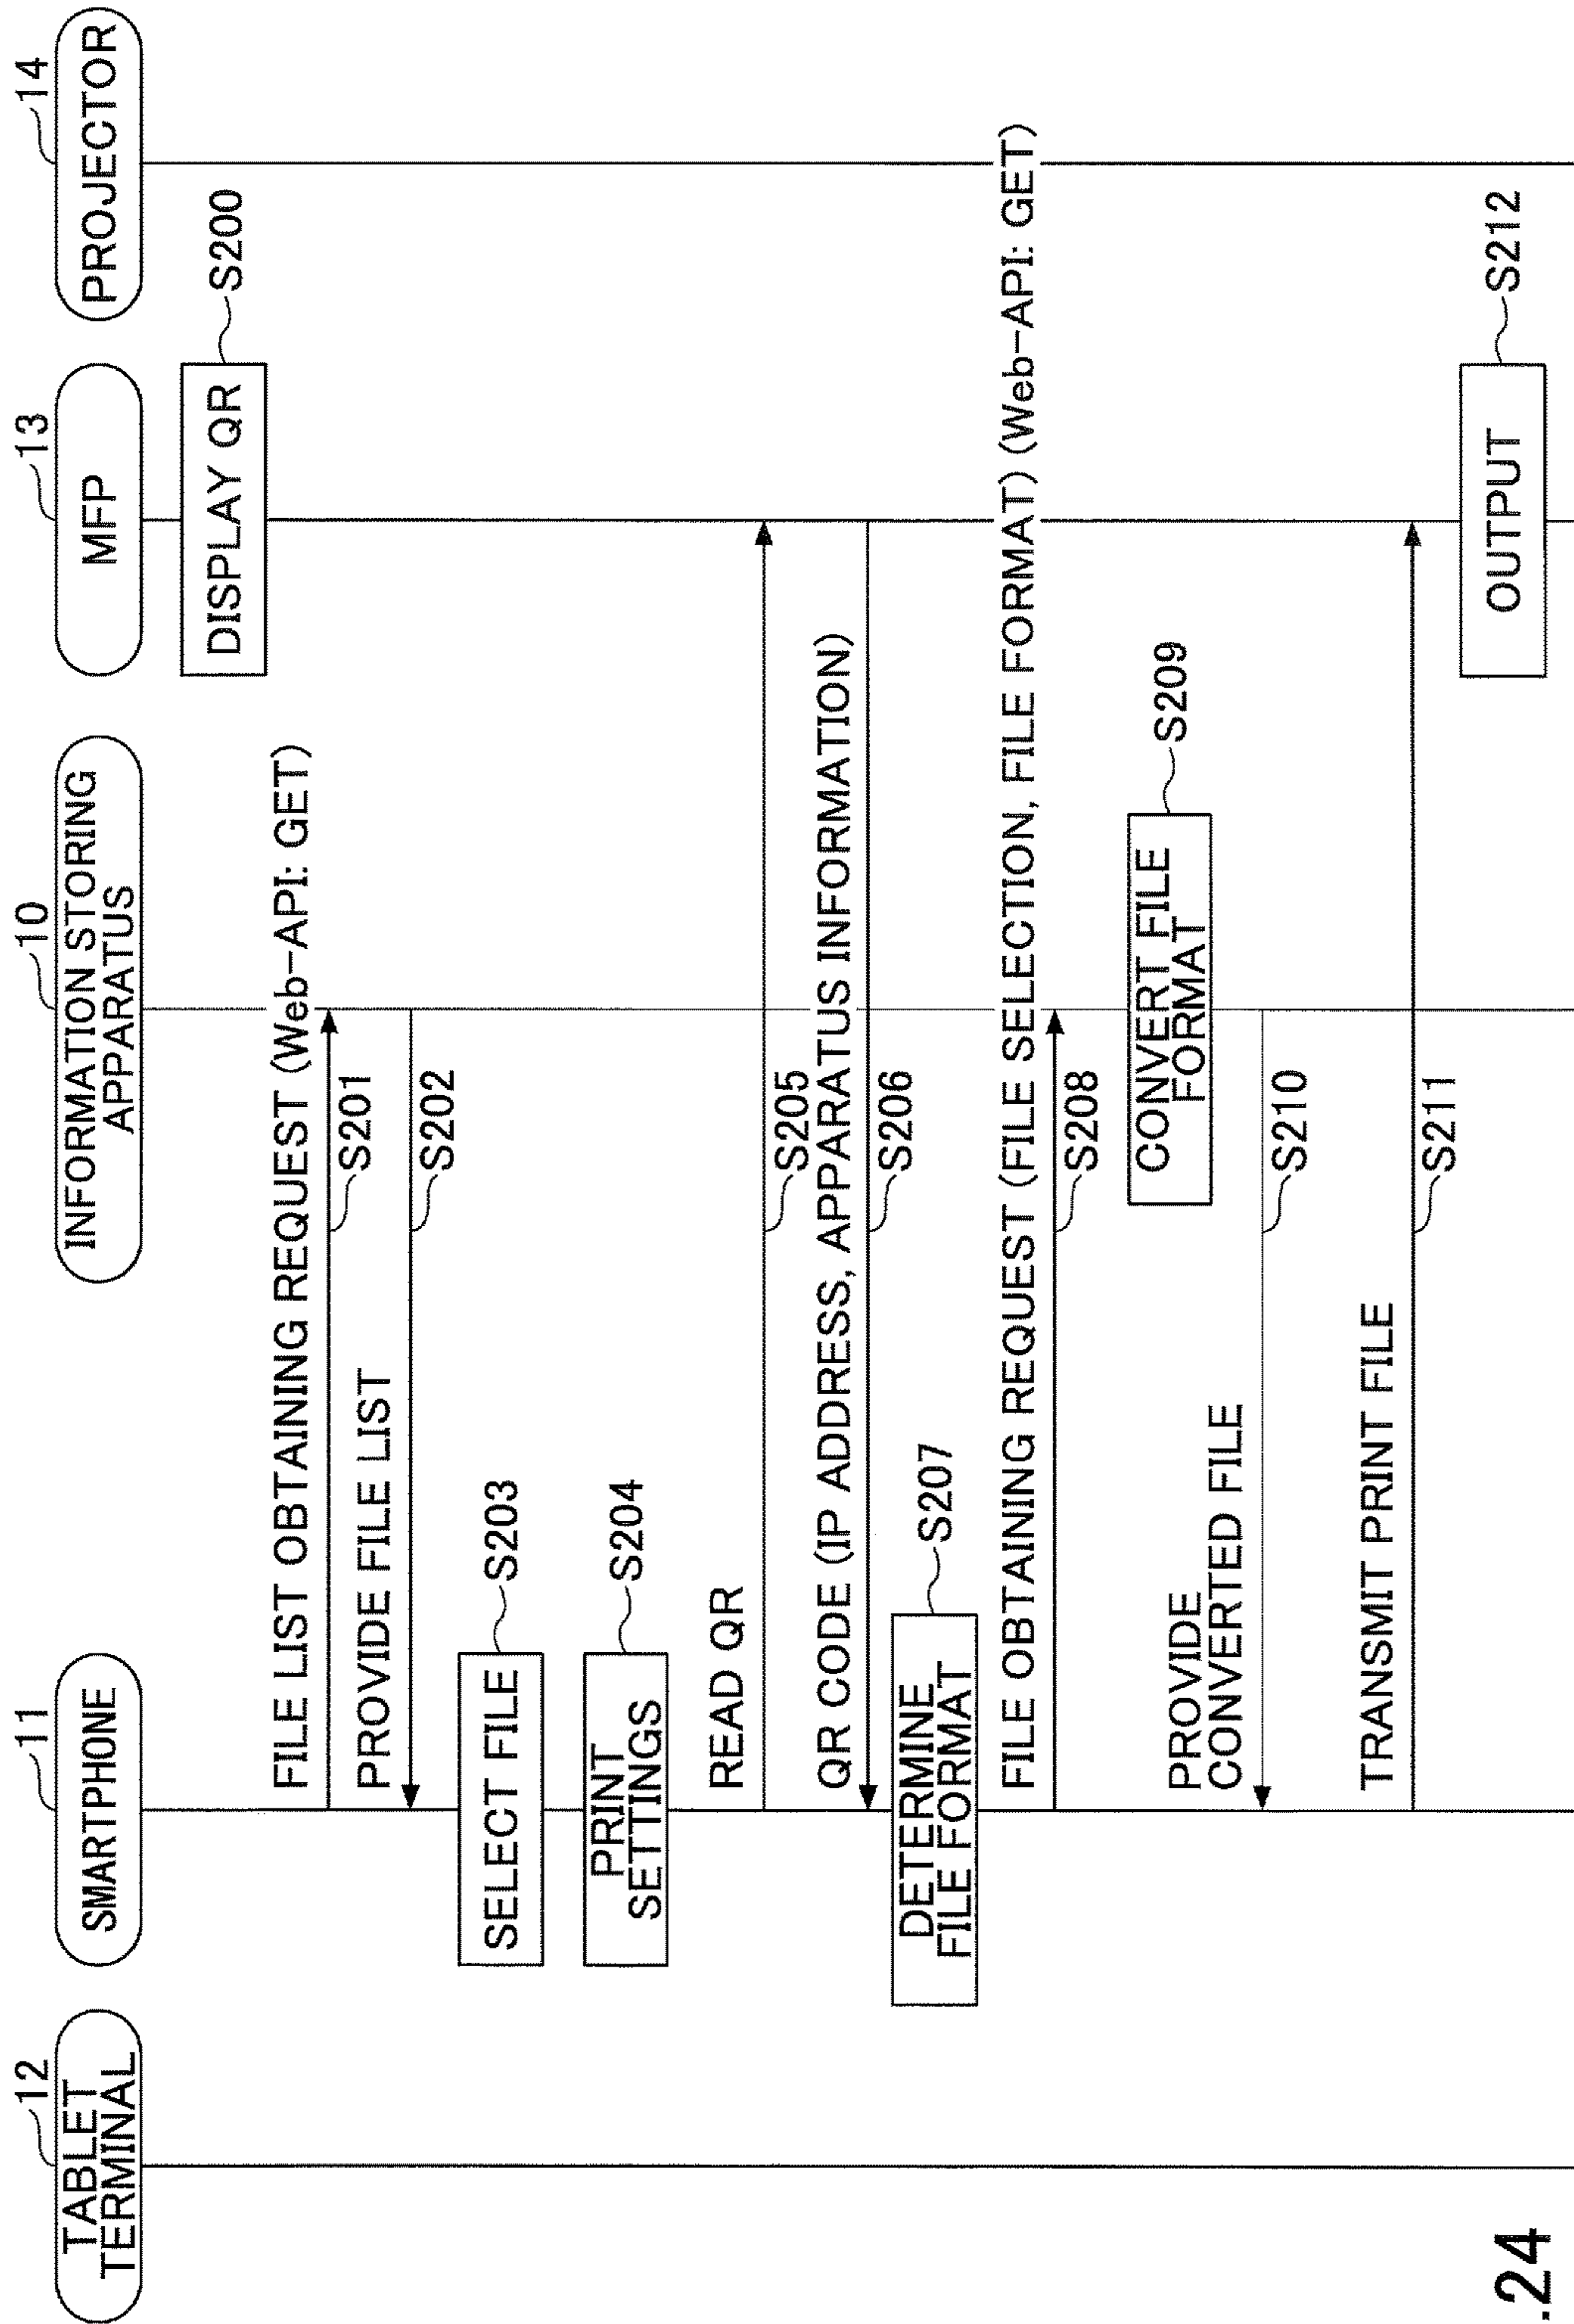 12
TABLET
TERMINAL
11
SMARTPHONE
10
INFORMATION STORING
APPARATUS
13
MFP
14
PROJECTOR
DISPLAY QR
S200
FILE LIST OBTAINING REQUEST (Web-API: GET)
S201
PROVIDE FILE LIST
S202
SELECT FILE
S203
PRINT
SETTINGS
S204
READ QR
S205
QR CODE (IP ADDRESS, APPARATUS INFORMATION)
S206
DETERMINE
FILE FORMAT
S207
FILE OBTAINING REQUEST (FILE SELECTION, FILE FORMAT) (Web-API: GET)
S208
CONVERT FILE
FORMAT
S209
PROVIDE
CONVERTED FILE
S210
TRANSMIT PRINT FILE
S211
OUTPUT
S212
.24